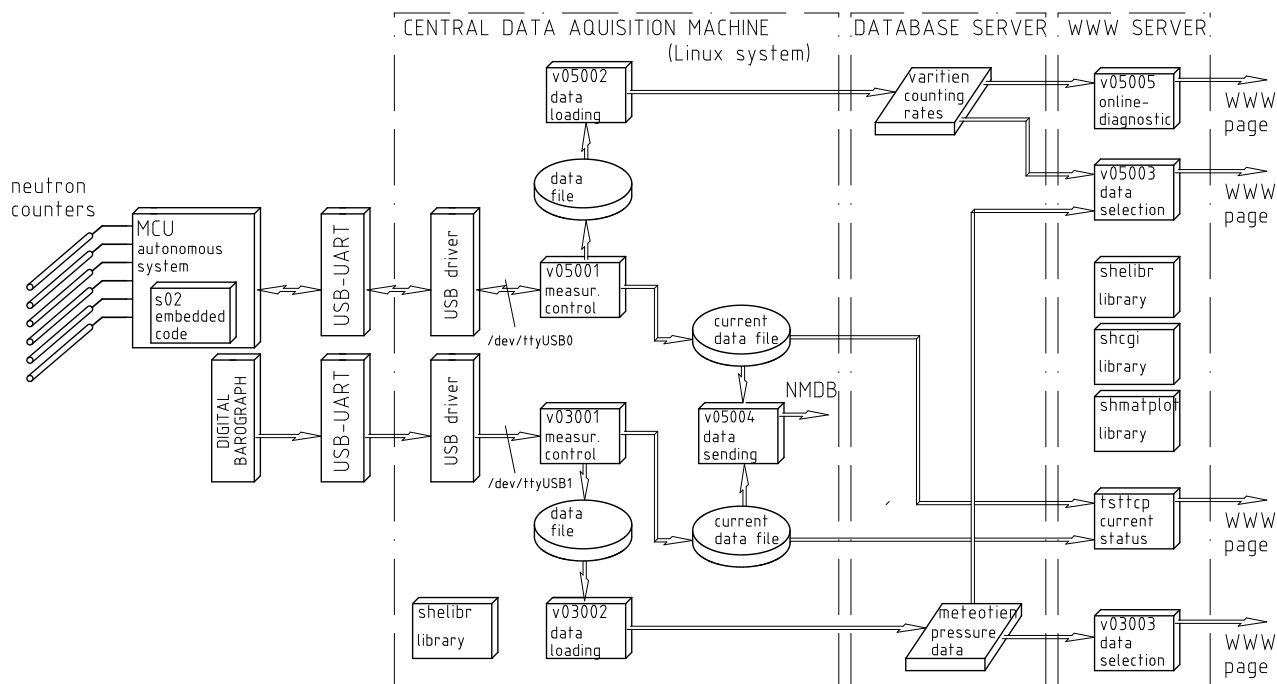 CENTRAL DATA AQUISITION MACHINE
(Linux system)
DATABASE SERVER
WWW SERVER
v05002
data
loading
varitien
counting
rates
v05005
online-
diagnostic
WWW
page
data
file
v05003
data
selection
WWW
page
neutron
counters
MCU
autonomous
system
s02
embedded
code
USB-UART
USB driver
/dev/ttyUSB0
v05001
measur.
control
current
data file
shelibr
library
shcgi
library
shmatplot
library
DIGITAL
BAROGRAPH
USB-UART
USB driver
/dev/ttyUSB1
v03001
measur.
control
v05004
data
sending
NMDB
data
file
current
data file
tsttcp
current
status
WWW
page
shelibr
library
v03002
data
loading
meteotien
pressure
data
v03003
data
selection
WWW
page